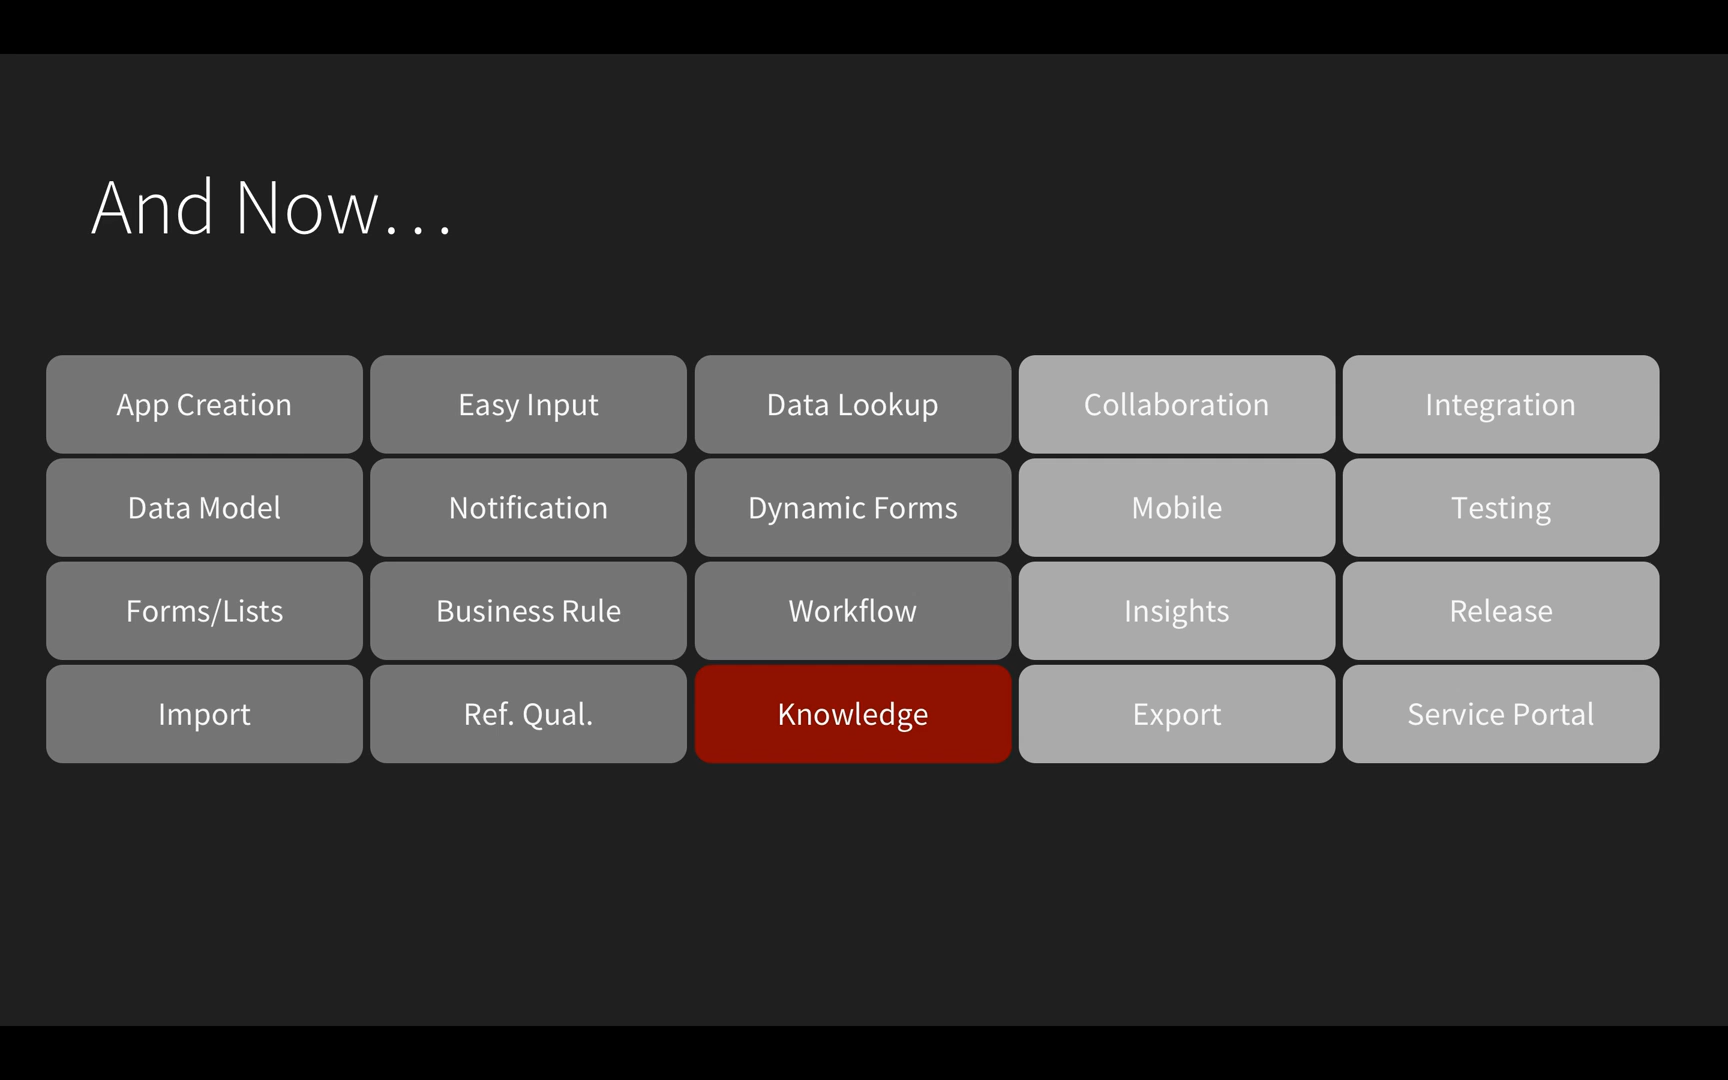 And Now...
App Creation
Easy Input
Data Lookup
Collaboration
Integration
Data Model
Notification
Dynamic Forms
Mobile
Testing
Forms/Lists
Business Rule
Workflow
Insights
Release
Import
Ref. Qual.
Knowledge
Export
Service Portal